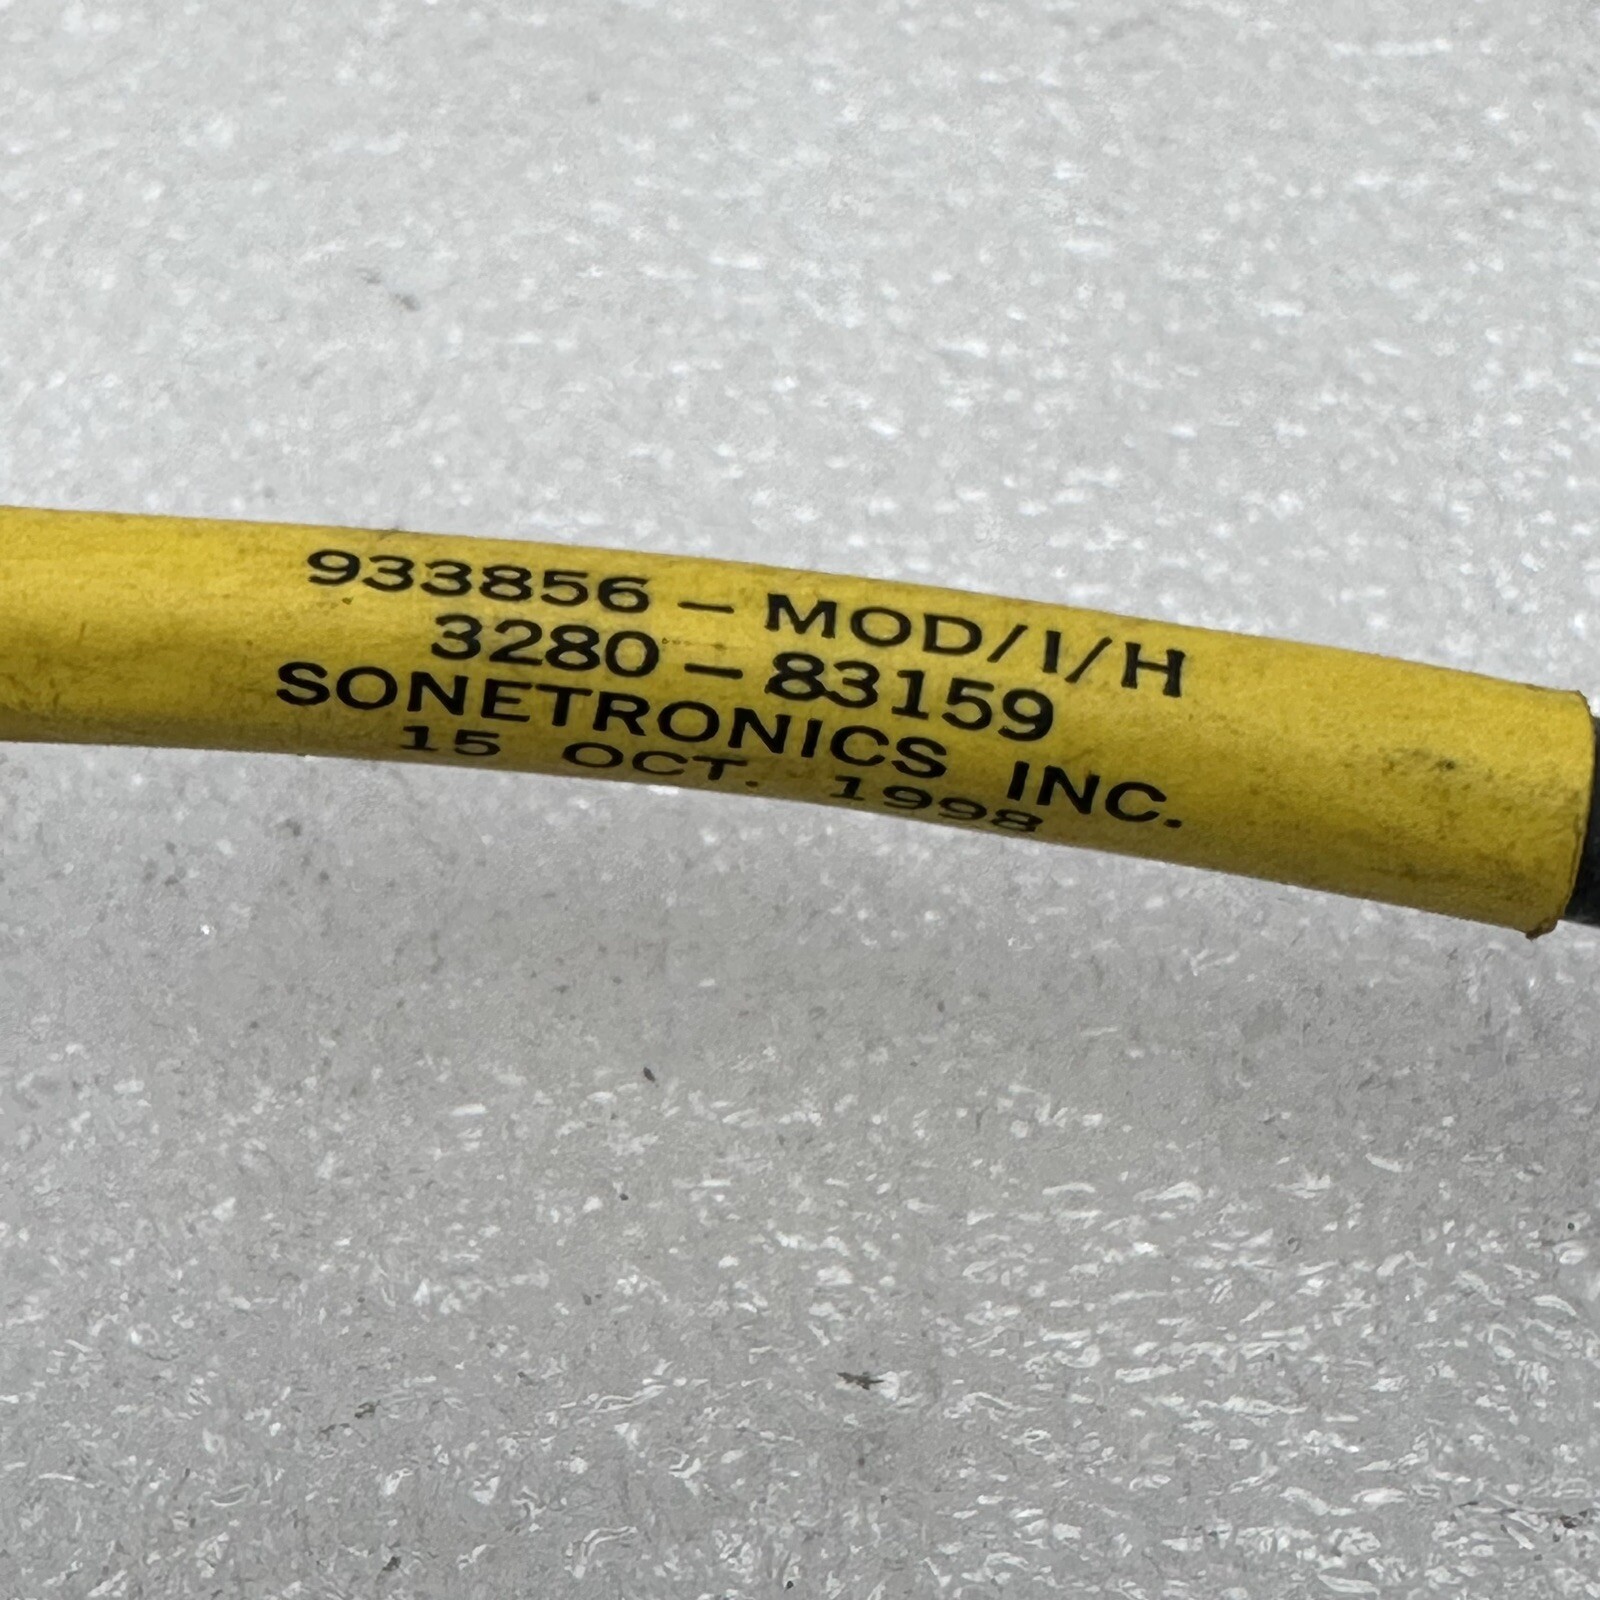 933856 - MOD/I/H
3280 - 83159
SONETRONICS INC.
15 OCT. 1998